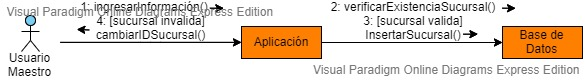 1: ingresarInformación()
2: verificarExistenciaSucursal()
Visual Paradigm Online Diagrams Express Edition
4: [sucursal invalida]
cambiarIDSucursal()
3: [sucursal valida]
InsertarSucursal()
Usuario
Maestro
Aplicación
Base de
Datos
Visual Paradigm Online Diagrams Express Edition